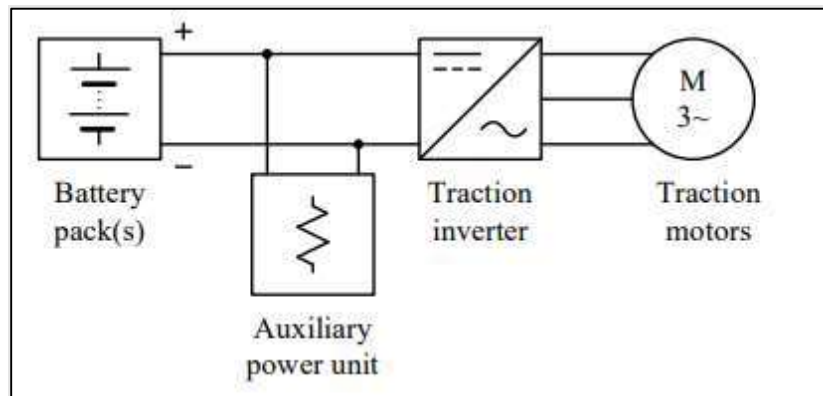 +
−
M
3~
Battery
pack(s)
Traction
inverter
Traction
motors
Auxiliary
power unit